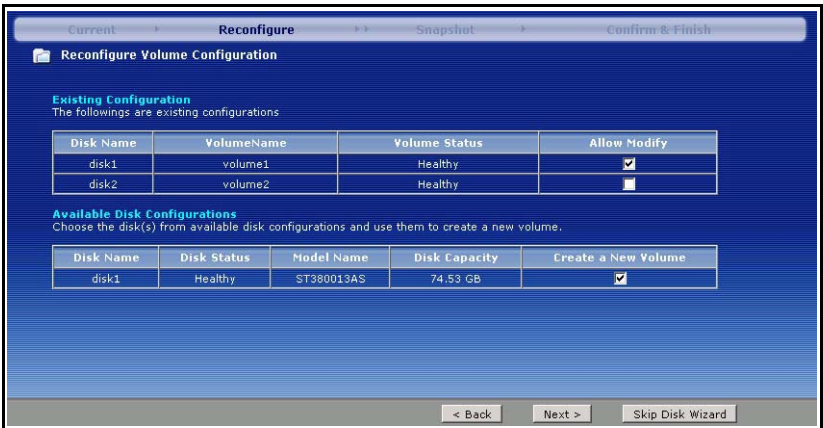 Current Reconfigure Snapshot Confirm & Finish
Reconfigure Volume Configuration
Existing Configuration
The followings are existing configurations
Disk Name VolumeName Volume Status Allow Modify
disk1 volume1 Healthy
disk2 volume2 Healthy
Available Disk Configurations
Choose the disk(s) from available disk configurations and use them to create a new volume.
Disk Name Disk Status Model Name Disk Capacity Create a New Volume
disk1 Healthy ST380013AS 74.53 GB
< Back Next > Skip Disk Wizard